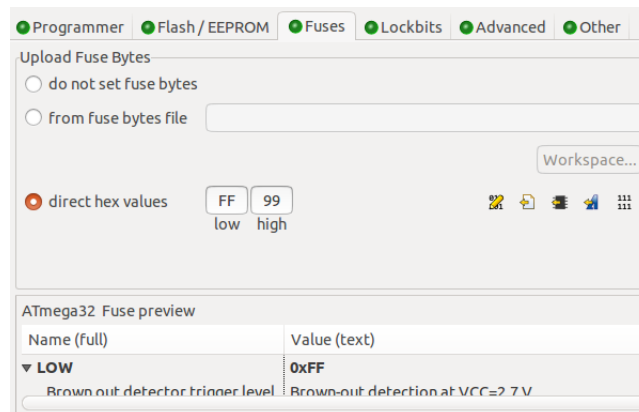 Programmer Flash / EEPROM Fuses Lockbits Advanced Other
Upload Fuse Bytes
do not set fuse bytes
from fuse bytes file
Workspace...
direct hex values FF 99
low high
ATmega32 Fuse preview
Name (full) Value (text)
LOW 0xFF
Brown out detector trigger level Brown-out detection at VCC=2.7 V